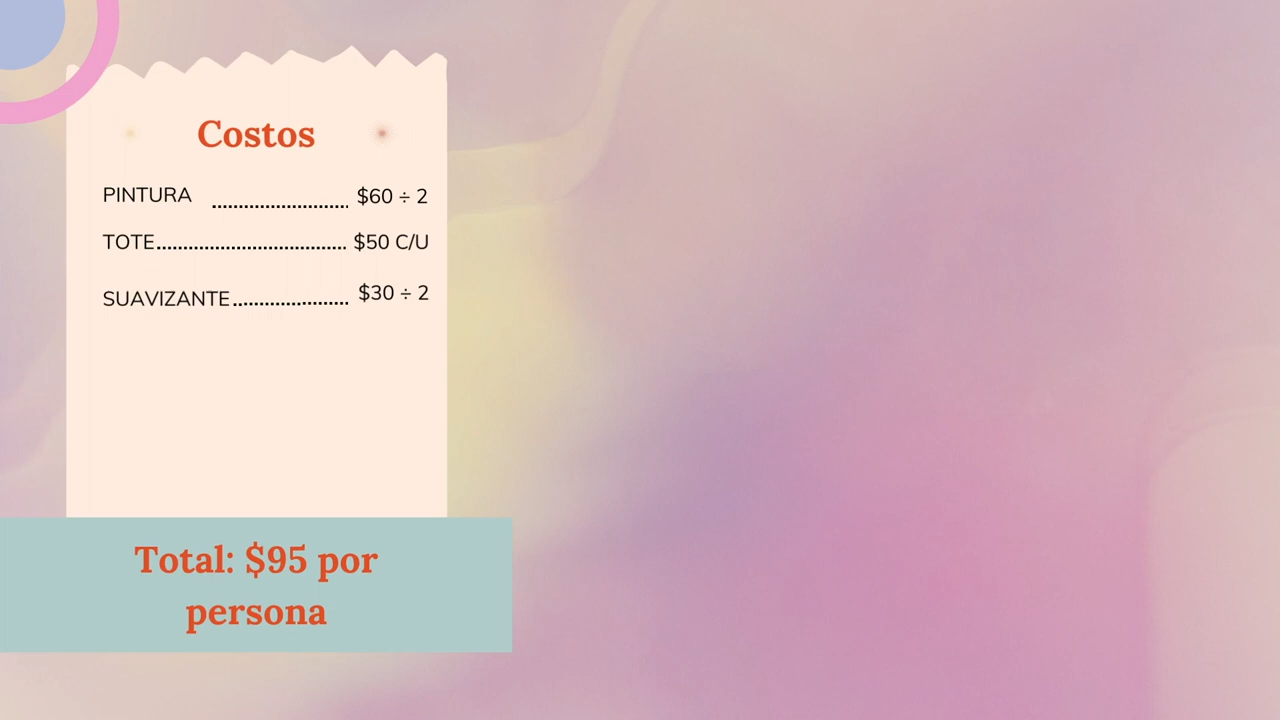 Costos
PINTURA ........................... $60 ÷ 2
TOTE ........................... $50 C/U
SUAVIZANTE ........................... $30 ÷ 2
Total: $95 por
persona